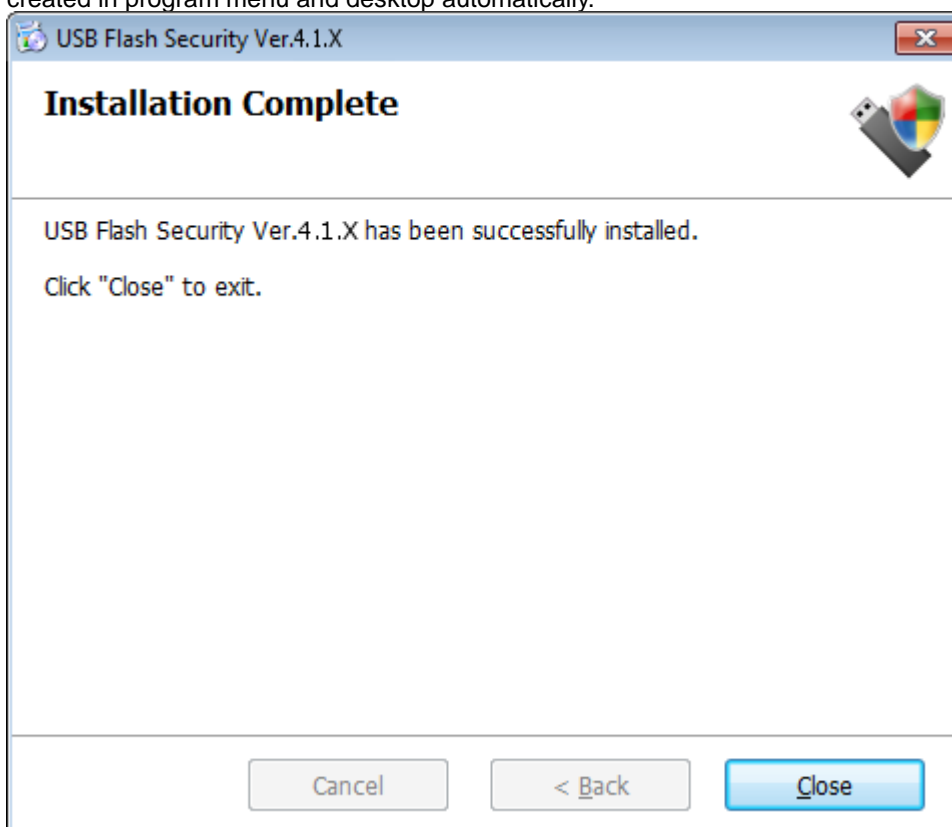 created in program menu and desktop automatically.
USB Flash Security Ver.4.1.X
Installation Complete
USB Flash Security Ver.4.1.X has been successfully installed.
Click "Close" to exit.
Cancel
< Back
Close